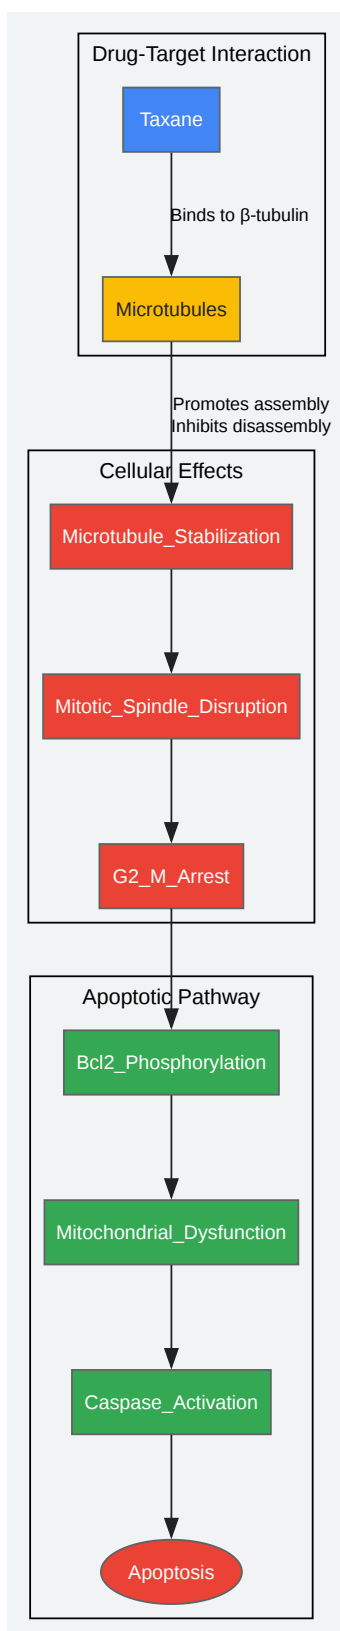 Drug-Target Interaction
Taxane
Binds to β-tubulin
Microtubules
Promotes assembly
Inhibits disassembly
Cellular Effects
Microtubule_Stabilization
Mitotic_Spindle_Disruption
G2_M_Arrest
Apoptotic Pathway
Bcl2_Phosphorylation
Mitochondrial_Dysfunction
Caspase_Activation
Apoptosis